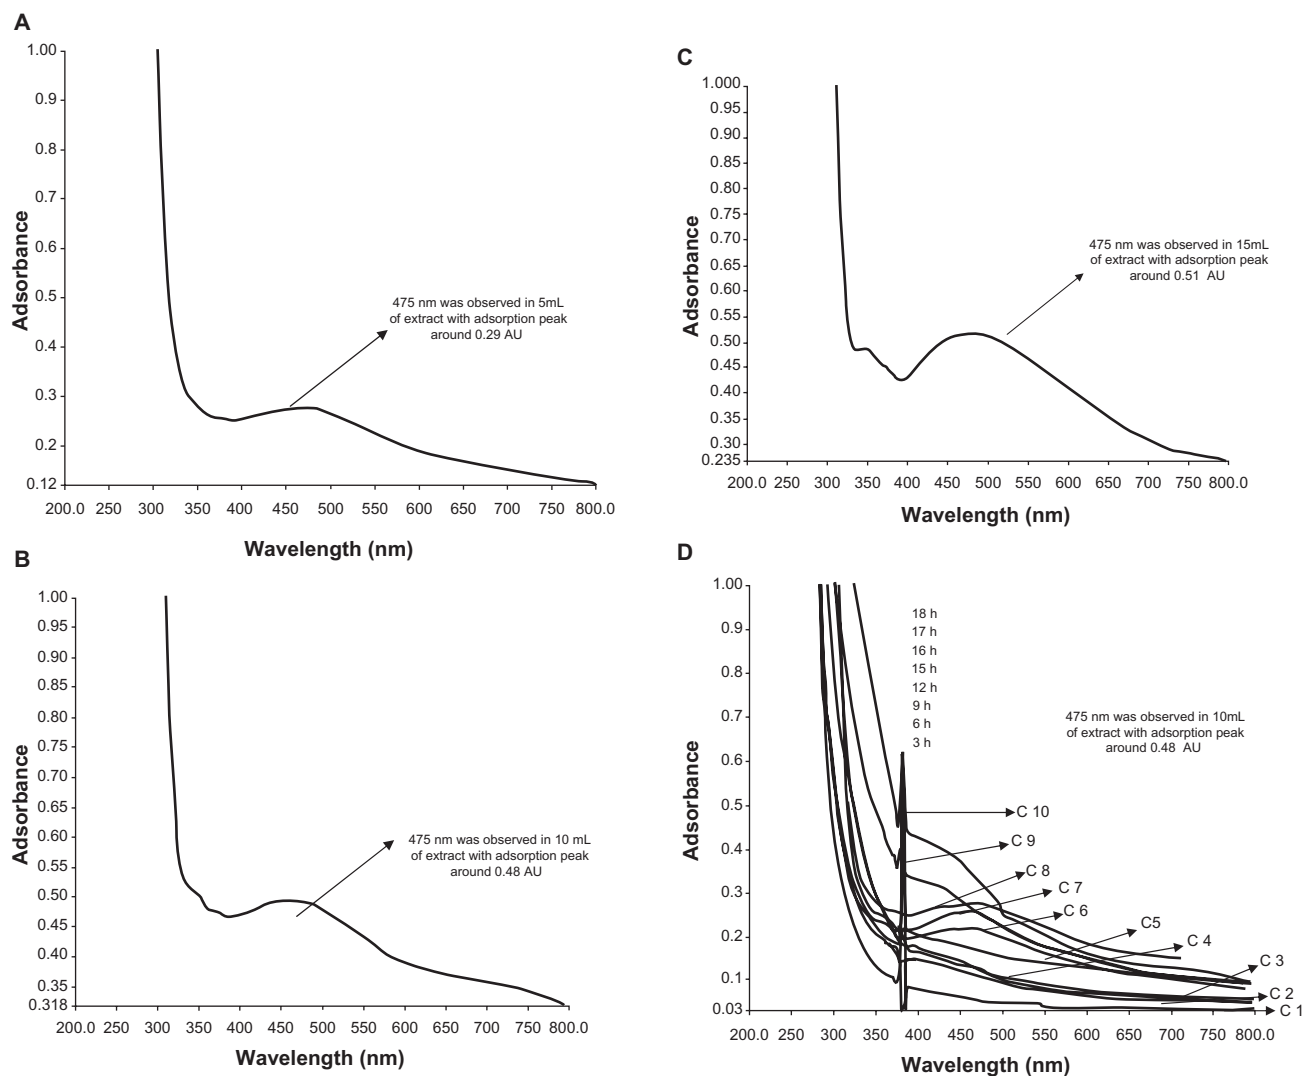 A
1.00
0.9
0.8
0.7
0.6
0.5
0.4
0.3
0.2
0.12
Adsorbance
475 nm was observed in 5mL
of extract with adsorption peak
around 0.29 AU
200.0 250 300 350 400 450 500 550 600 650 700 750 800.0
Wavelength (nm)
B
1.00
0.95
0.90
0.85
0.80
0.75
0.70
0.65
0.60
0.55
0.50
0.45
0.40
0.35
0.318
Adsorbance
475 nm was observed in 10 mL
of extract with adsorption peak
around 0.48 AU
200.0 250 300 350 400 450 500 550 600 650 700 750 800.0
Wavelength (nm)
C
1.000
0.95
0.90
0.85
0.80
0.75
0.70
0.65
0.60
0.55
0.50
0.45
0.40
0.35
0.30
0.235
Adsorbance
475 nm was observed in 15mL
of extract with adsorption peak
around 0.51 AU
200.0 250 300 350 400 450 500 550 600 650 700 750 800.0
Wavelength (nm)
D
1.00
0.9
0.8
0.7
0.6
0.5
0.4
0.3
0.2
0.1
0.03
Adsorbance
18 h
17 h
16 h
15 h
12 h
9 h
6 h
3 h
475 nm was observed in 10mL
of extract with adsorption peak
around 0.48 AU
C 10
C 9
C 8
C 7
C 6
C5
C 4
C 3
C 2
C 1
200.0 250 300 350 400 450 500 550 600 650 700 750 800.0
Wavelength (nm)